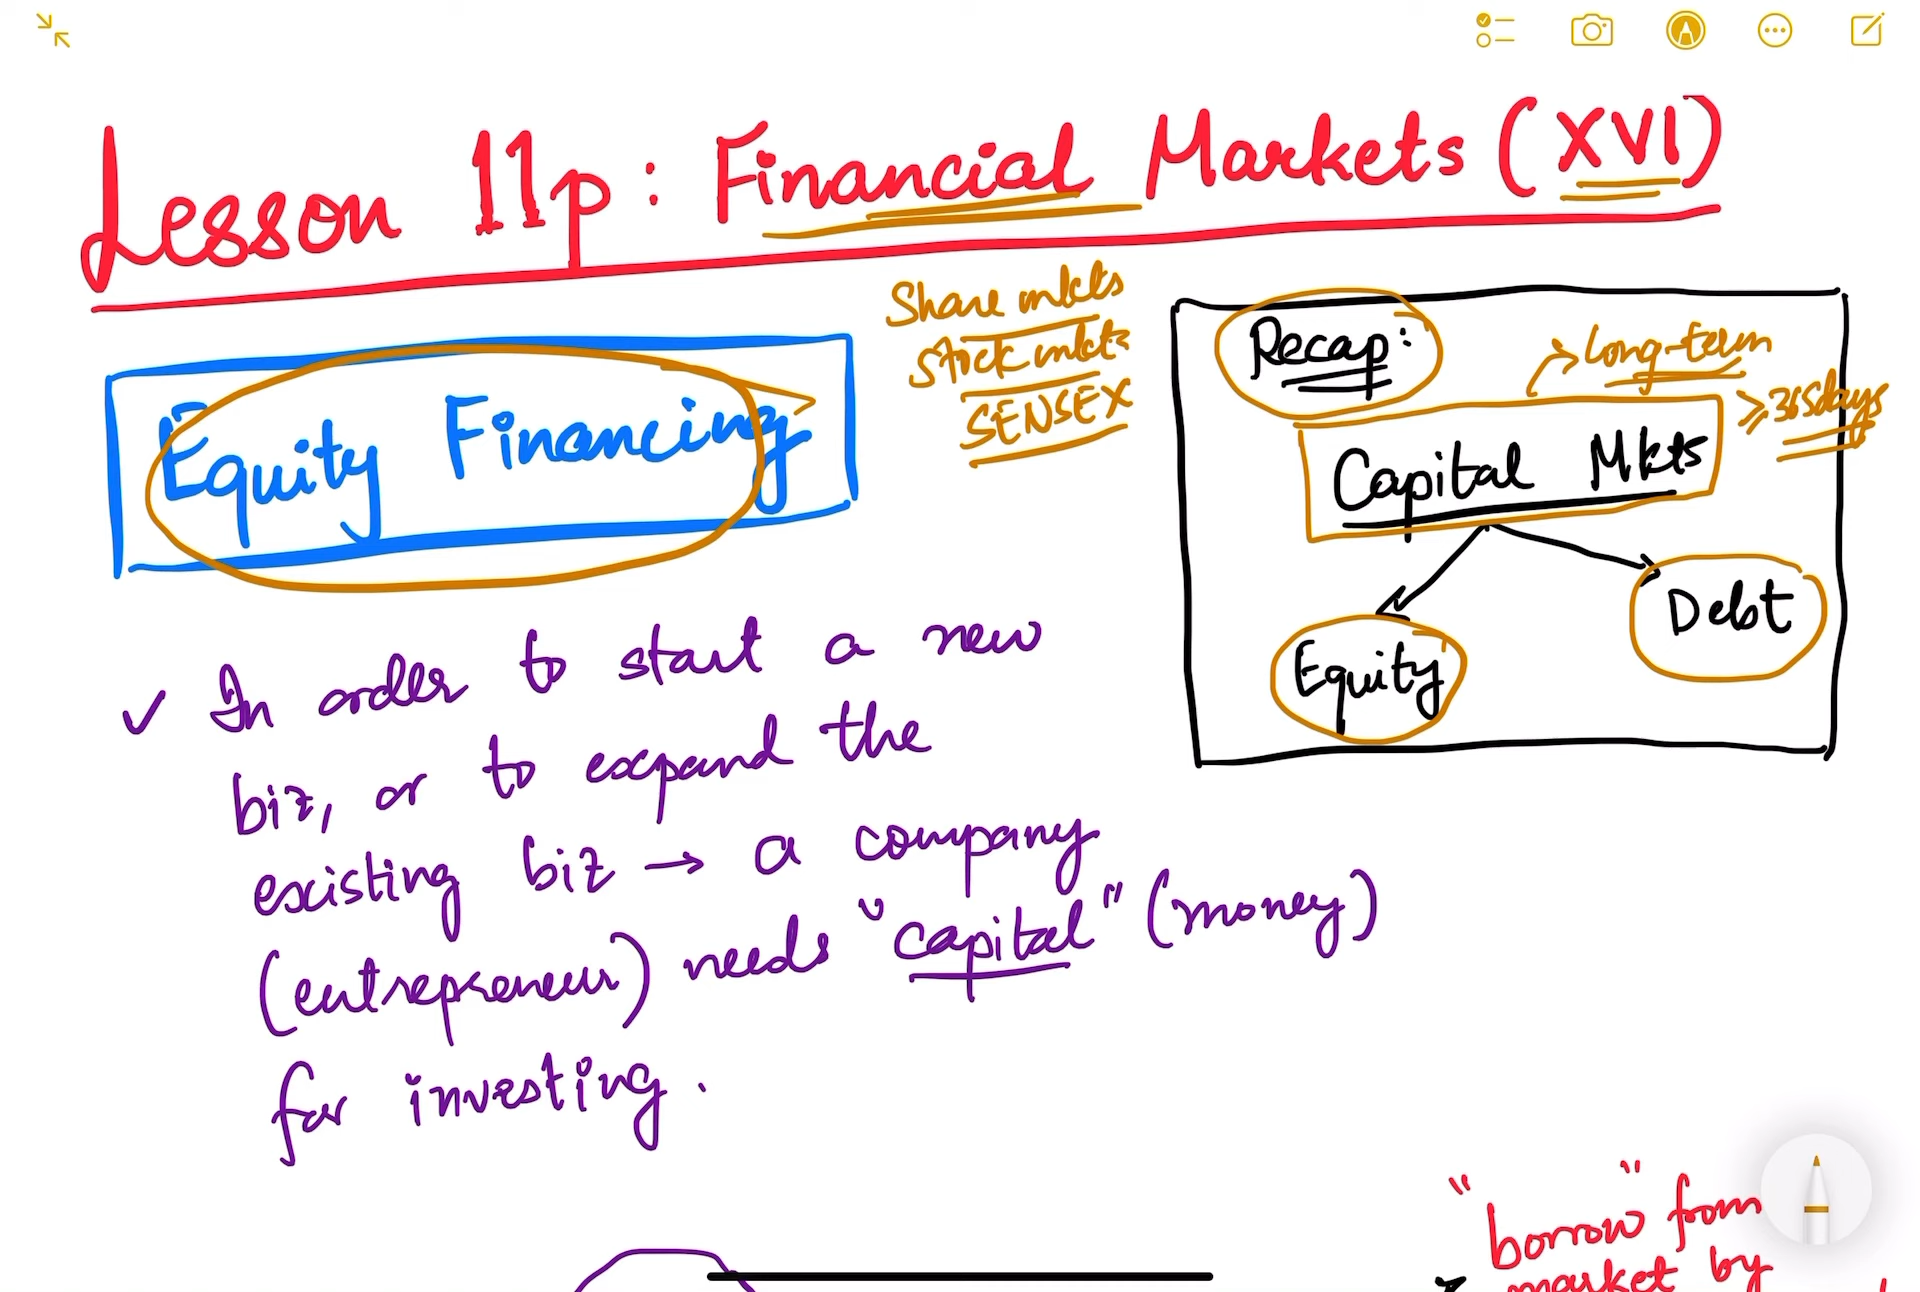 Lesson 11p: Financial Markets (XVI)
Share mkts
Stock mkts
SENSEX
Equity Financing
Recap:
Long-term
≥365days
Capital Mkts
Equity
Debt
✓ In order to start a new
biz, or to expand the
existing biz → a company
(entrepreneur) needs "capital" (money)
for investing.
"borrow" from
market by